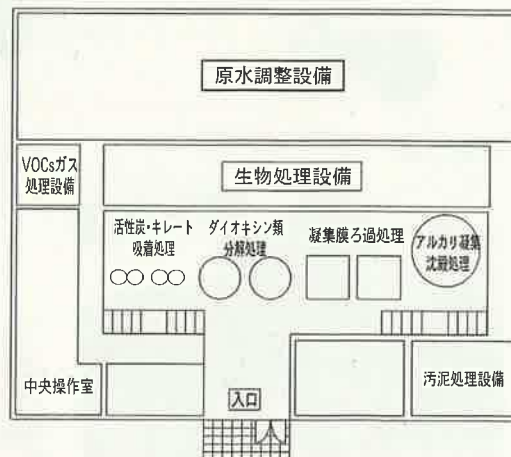 原水調整設備
VOCsガス
処理設備
生物処理設備
活性炭・キレート
吸着処理
ダイオキシン類
分解処理
凝集膜ろ過処理
アルカリ凝集
沈殿処理
中央操作室
入口
汚泥処理設備